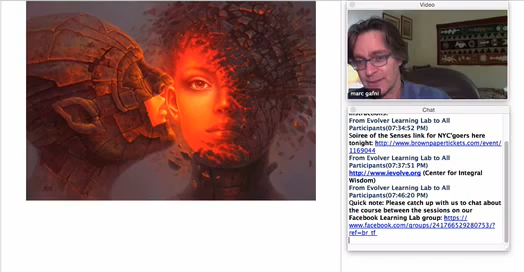 Video
marc gafni
Chat
instructions:
From Evolver Learning Lab to All
Participants(07:34:52 PM)
Soiree of the Senses link for NYC'goers here
tonight: http://www.brownpapertickets.com/event/
1169044
From Evolver Learning Lab to All
Participants(07:37:51 PM)
http://www.ievolve.org (Center for Integral
Wisdom)
From Evolver Learning Lab to All
Participants(07:46:20 PM)
Quick note: Please catch up with us to chat about
the course between the sessions on our
Facebook Learning Lab group: https://
www.facebook.com/groups/241766529280753/?
ref=br_tf